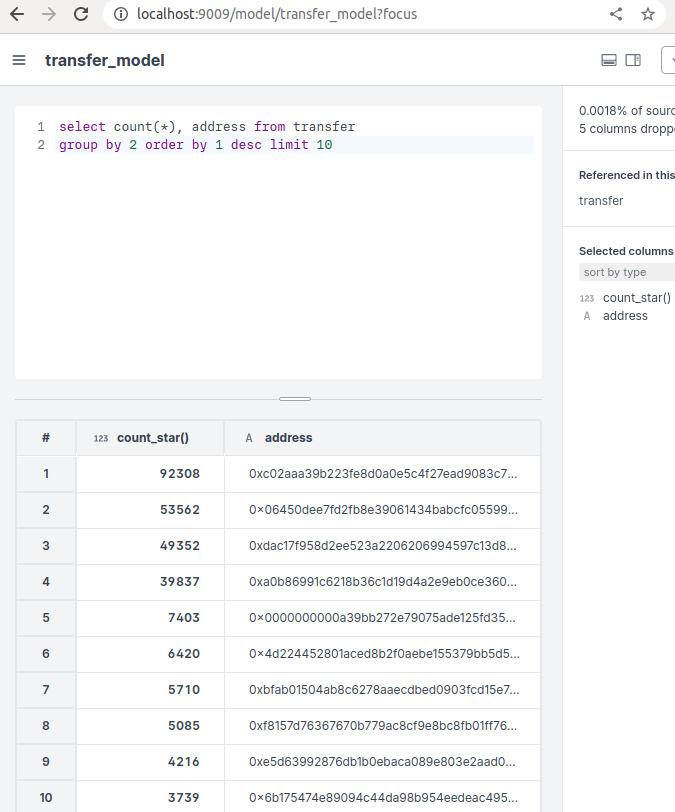 localhost:9009/model/transfer_model?focus
transfer_model
0.0018% of sourc
5 columns droppe
1 select count(*), address from transfer
2 group by 2 order by 1 desc limit 10
Referenced in this
transfer
Selected columns
sort by type
123 count_star()
A address
# 123 count_star() A address
1 92308 0xc02aaa39b223fe8d0a0e5c4f27ead9083c7...
2 53562 0x06450dee7fd2fb8e39061434babcfc05599...
3 49352 0xdac17f958d2ee523a2206206994597c13d8...
4 39837 0xa0b86991c6218b36c1d19d4a2e9eb0ce360...
5 7403 0x0000000000a39bb272e79075ade125fd35...
6 6420 0x4d224452801aced8b2f0aebe155379bb5d5...
7 5710 0xbfab01504ab8c6278aaecdbed0903fcd15e7...
8 5085 0xf8157d76367670b779ac8cf9e8bc8fb01ff76...
9 4216 0xe5d63992876db1b0ebaca089e803e2aad0...
10 3739 0x6b175474e89094c44da98b954eedeac495...